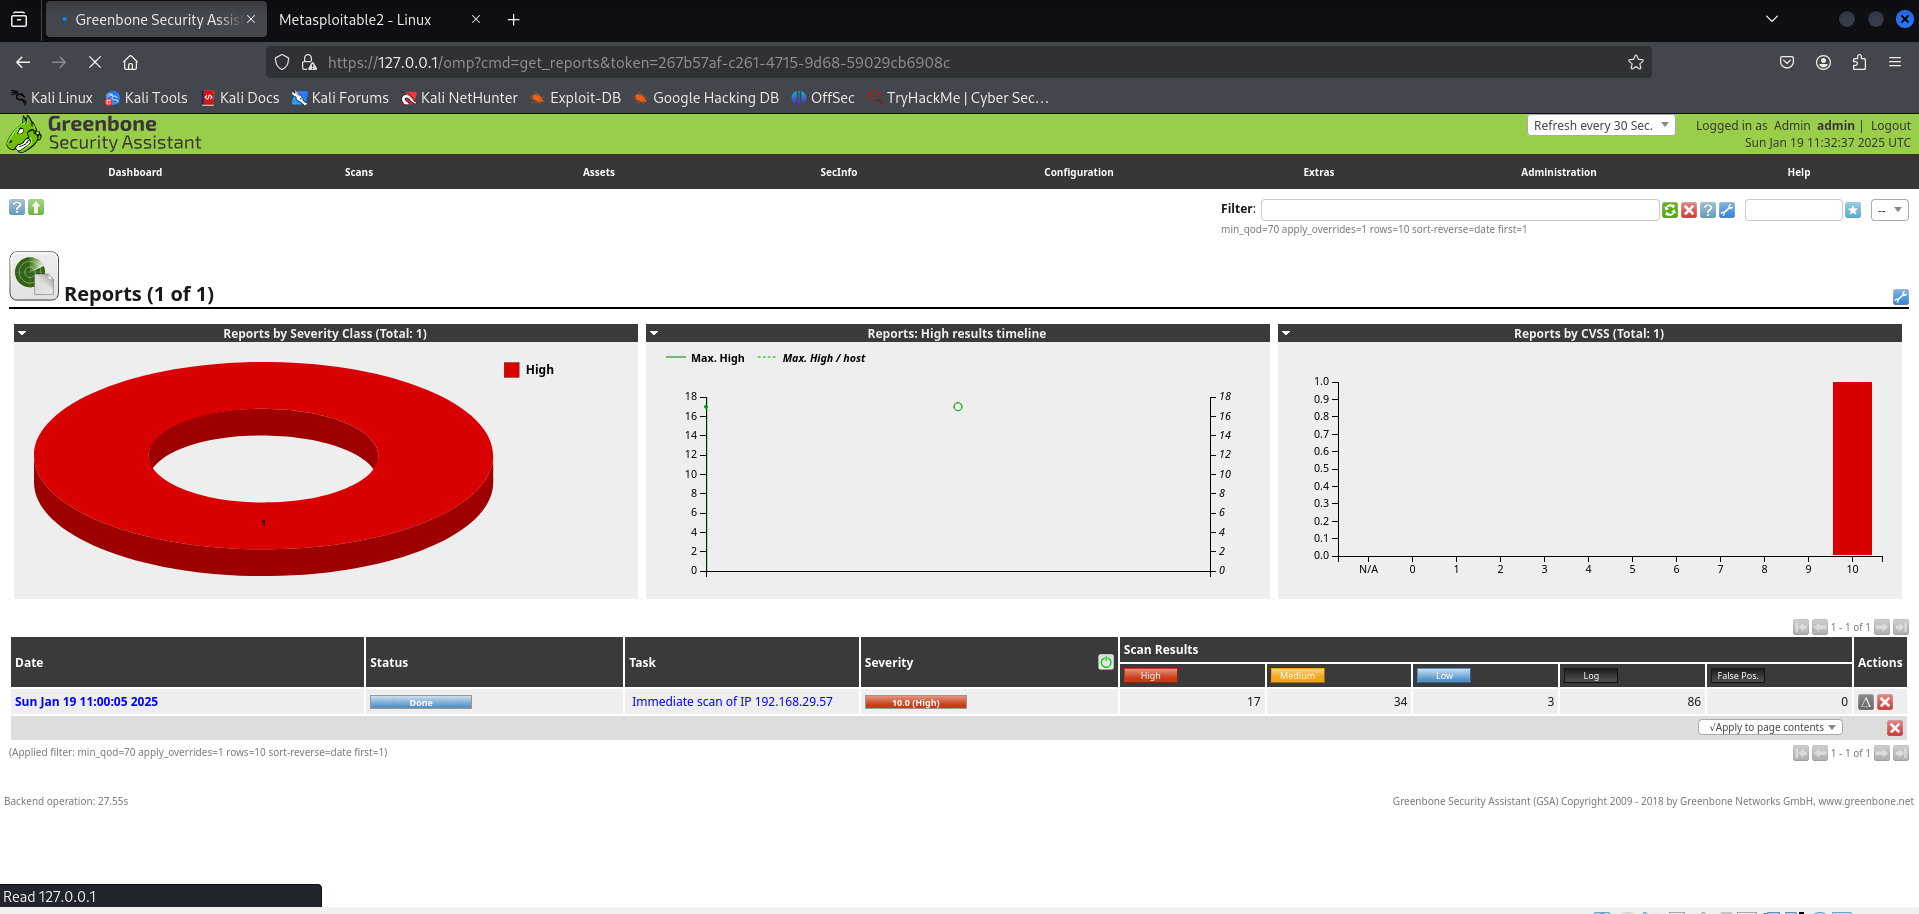 Greenbone Security Assis
Metasploitable2 - Linux
https://127.0.0.1/omp?cmd=get_reports&token=267b57af-c261-4715-9d68-59029cb6908c
Kali Linux Kali Tools Kali Docs Kali Forums Kali NetHunter Exploit-DB Google Hacking DB OffSec TryHackMe | Cyber Sec…
Greenbone
Security Assistant
Refresh every 30 Sec.
Logged in as Admin admin | Logout
Sun Jan 19 11:32:37 2025 UTC
Dashboard Scans Assets SecInfo Configuration Extras Administration Help
Filter:
--
min_qod=70 apply_overrides=1 rows=10 sort-reverse=date first=1
Reports (1 of 1)
Reports by Severity Class (Total: 1)
High
1
Reports: High results timeline
Max. High Max. High / host
18 18
16 16
14 14
12 12
10 10
8 8
6 6
4 4
2 2
0 0
Reports by CVSS (Total: 1)
1.0
0.9
0.8
0.7
0.6
0.5
0.4
0.3
0.2
0.1
0.0
N/A 0 1 2 3 4 5 6 7 8 9 10
1 - 1 of 1
Date Status Task Severity Scan Results Actions
High Medium Low Log False Pos.
Sun Jan 19 11:00:05 2025 Done Immediate scan of IP 192.168.29.57 10.0 (High) 17 34 3 86 0
√Apply to page contents
(Applied filter: min_qod=70 apply_overrides=1 rows=10 sort-reverse=date first=1)
1 - 1 of 1
Backend operation: 27.55s
Greenbone Security Assistant (GSA) Copyright 2009 - 2018 by Greenbone Networks GmbH, www.greenbone.net
Read 127.0.0.1